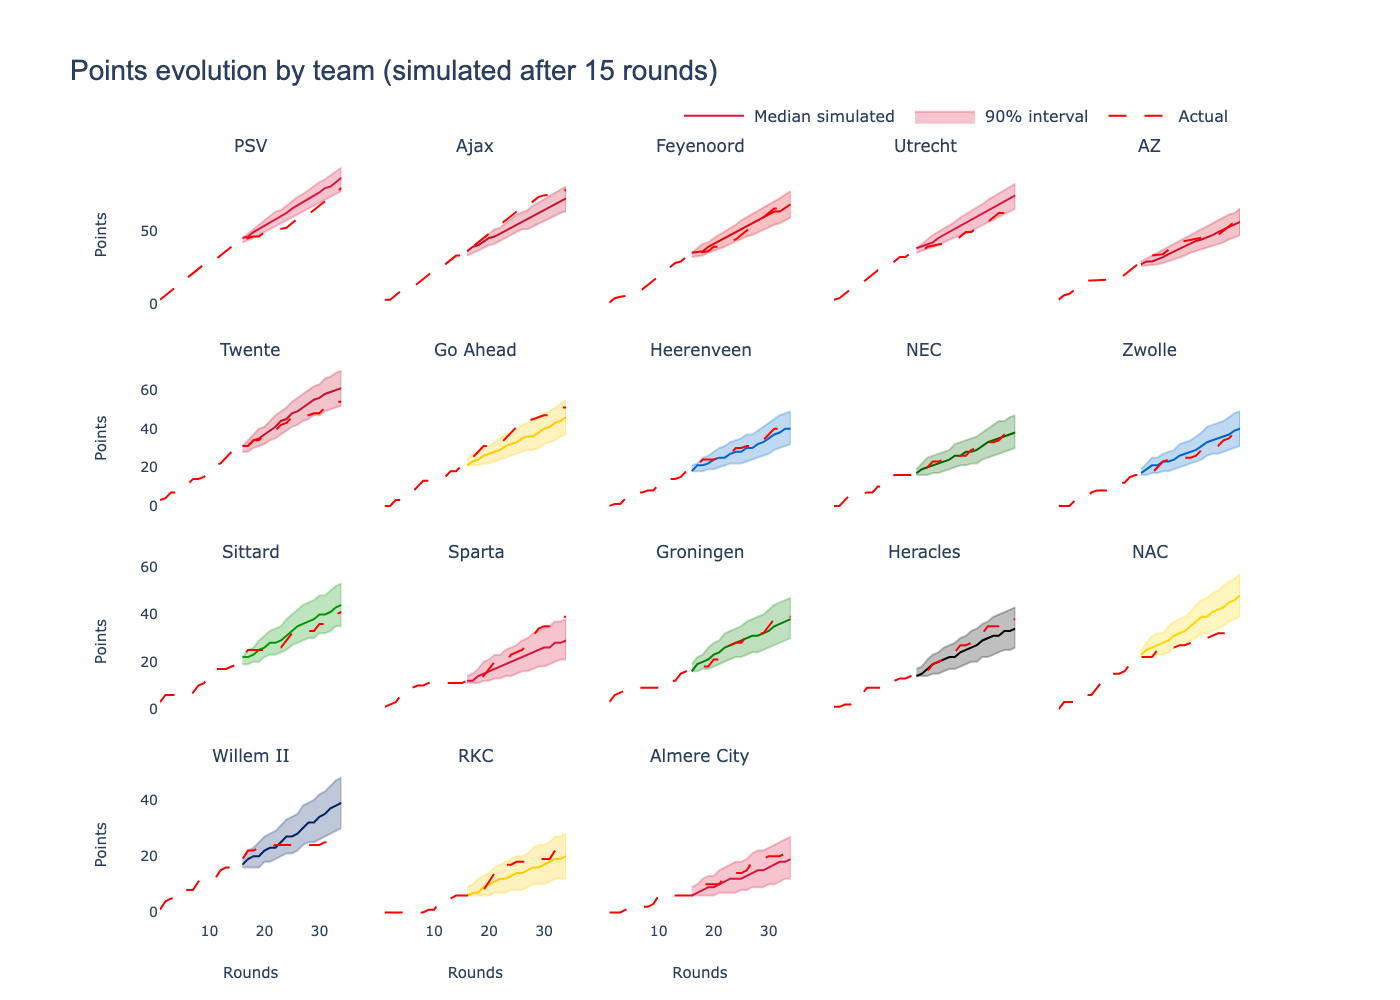 Points evolution by team (simulated after 15 rounds)
Median simulated 90% interval Actual
PSV Ajax Feyenoord Utrecht AZ
Points
50
0
Twente Go Ahead Heerenveen NEC Zwolle
Points
60
40
20
0
Sittard Sparta Groningen Heracles NAC
Points
60
40
20
0
Willem II RKC Almere City
Points
40
20
0
10 20 30 10 20 30 10 20 30
Rounds Rounds Rounds